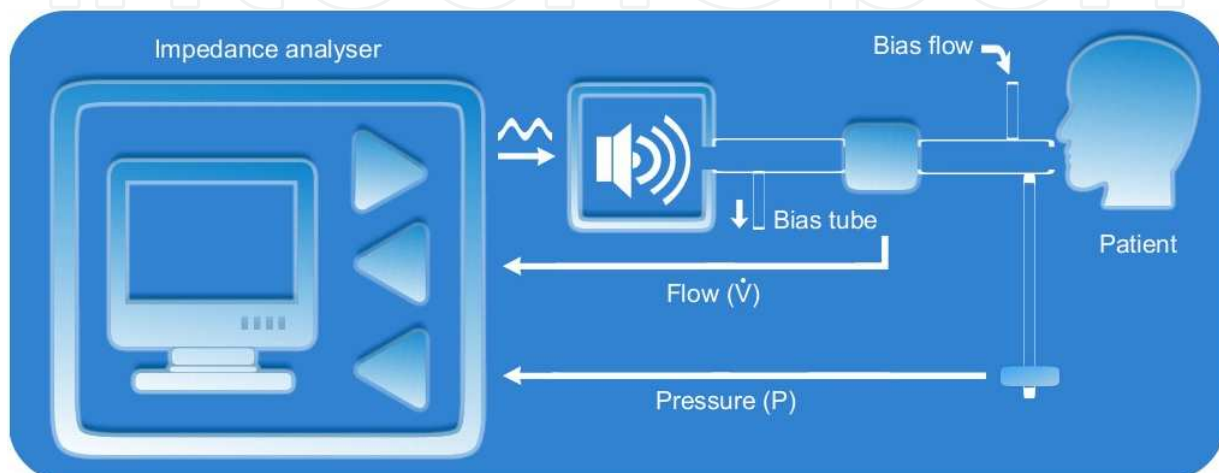 Impedance analyser
Bias flow
Bias tube
Patient
Flow (V̇)
Pressure (P)